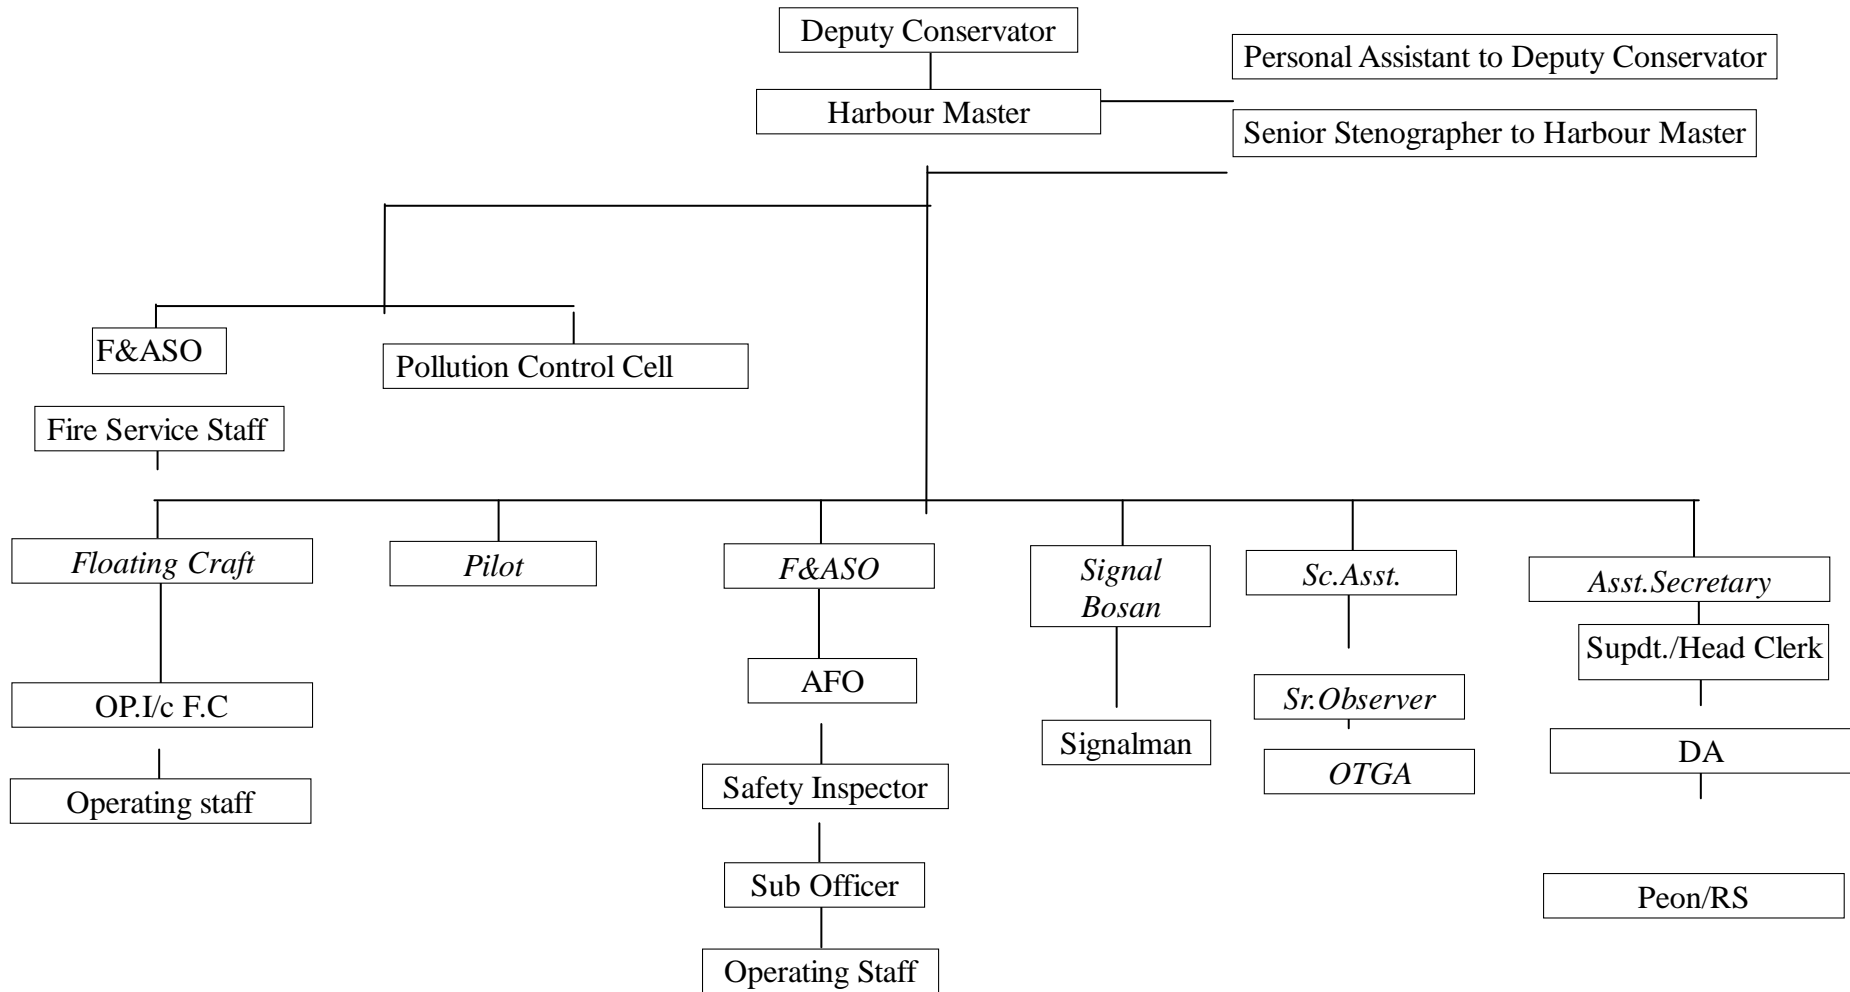 Deputy Conservator
Personal Assistant to Deputy Conservator
Harbour Master
Senior Stenographer to Harbour Master
F&ASO
Pollution Control Cell
Fire Service Staff
Floating Craft
Pilot
F&ASO
Signal
Bosan
Sc.Asst.
Asst.Secretary
Supdt./Head Clerk
OP.I/c F.C
AFO
Sr.Observer
Signalman
DA
OTGA
Operating staff
Safety Inspector
Sub Officer
Peon/RS
Operating Staff